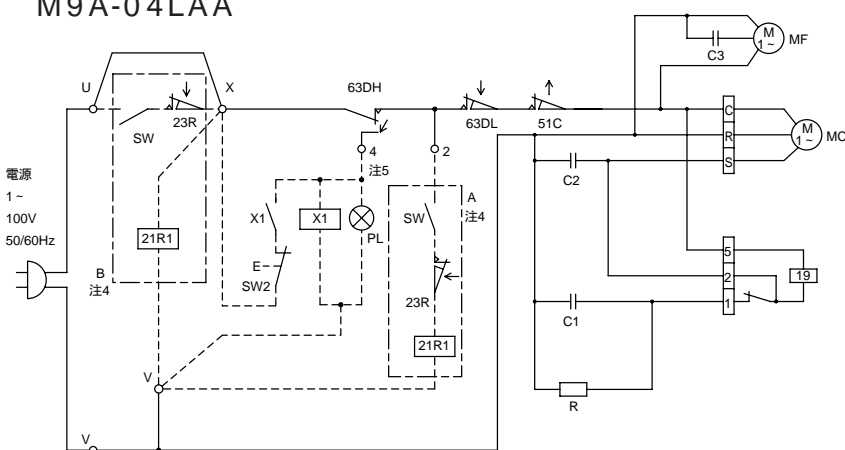 M9A-04LAA
M
1~
MF
C3
U
X
63DH
23R
SW
63DL
51C
C
R
S
M
1~
MC
4
注5
2
C2
電源
1~
100V
50/60Hz
X1
X1
PL
SW
A
注4
21R1
E
SW2
23R
5
2
1
19
B
注4
C1
21R1
R
V
V